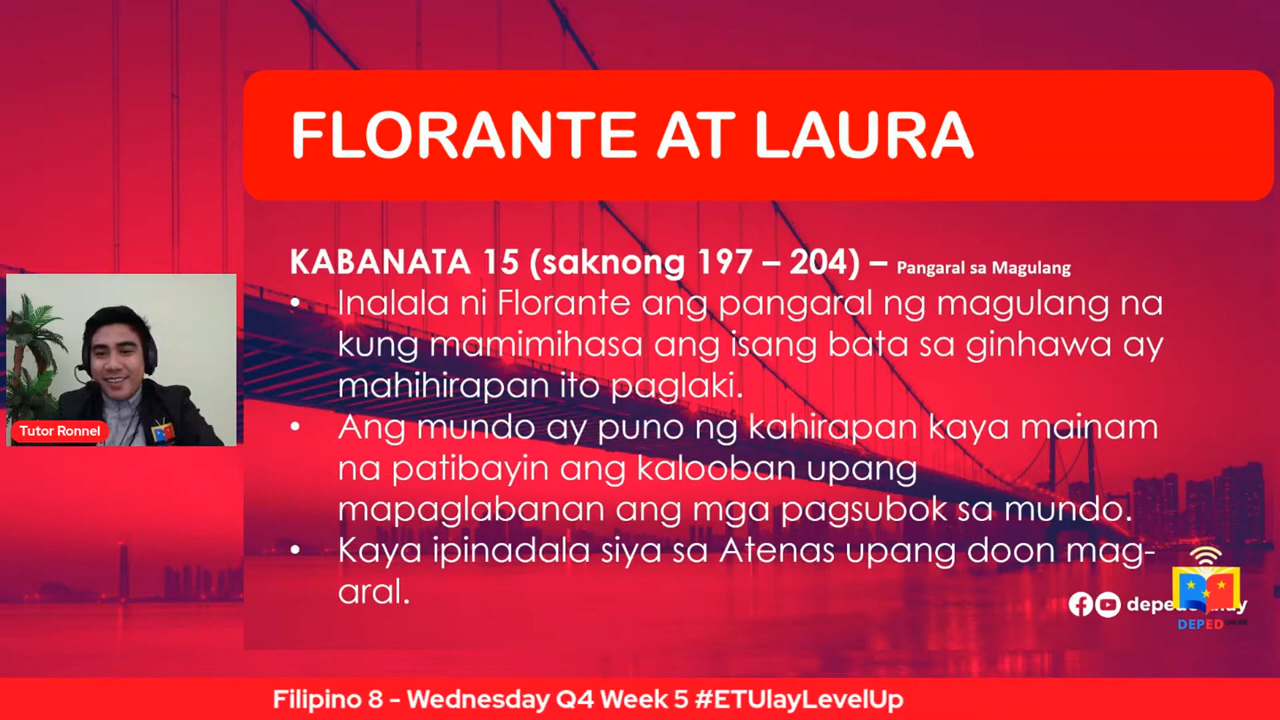 FLORANTE AT LAURA
KABANATA 15 (saknong 197 – 204) – Pangaral sa Magulang
• Inalala ni Florante ang pangaral ng magulang na
kung mamimihasa ang isang bata sa ginhawa ay
mahihirapan ito paglaki.
• Ang mundo ay puno ng kahirapan kaya mainam
na patibayin ang kalooban upang
mapaglabanan ang mga pagsubok sa mundo.
• Kaya ipinadala siya sa Atenas upang doon mag-
aral.
Tutor Ronnel
DEPED
Filipino 8 - Wednesday Q4 Week 5 #ETUlayLevelUp